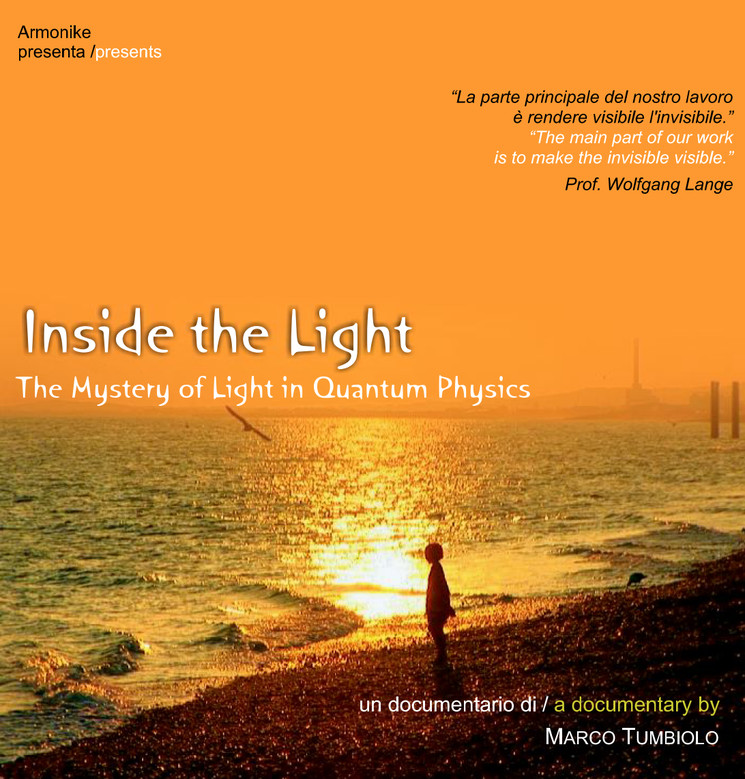 Armonike
presenta /presents
“La parte principale del nostro lavoro
è rendere visibile l'invisibile.”
“The main part of our work
is to make the invisible visible.”
Prof. Wolfgang Lange
Inside the Light
The Mystery of Light in Quantum Physics
un documentario di / a documentary by
MARCO TUMBIOLO